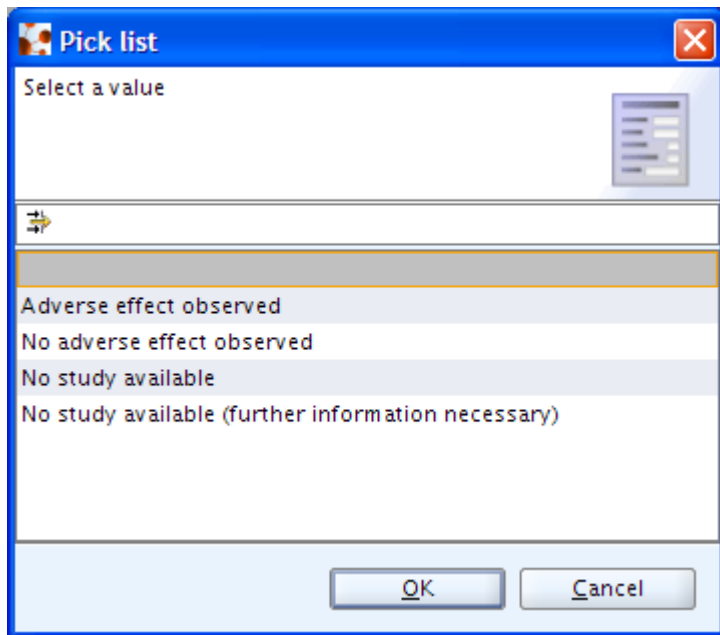 Pick list
Select a value
Adverse effect observed
No adverse effect observed
No study available
No study available (further information necessary)
OK
Cancel